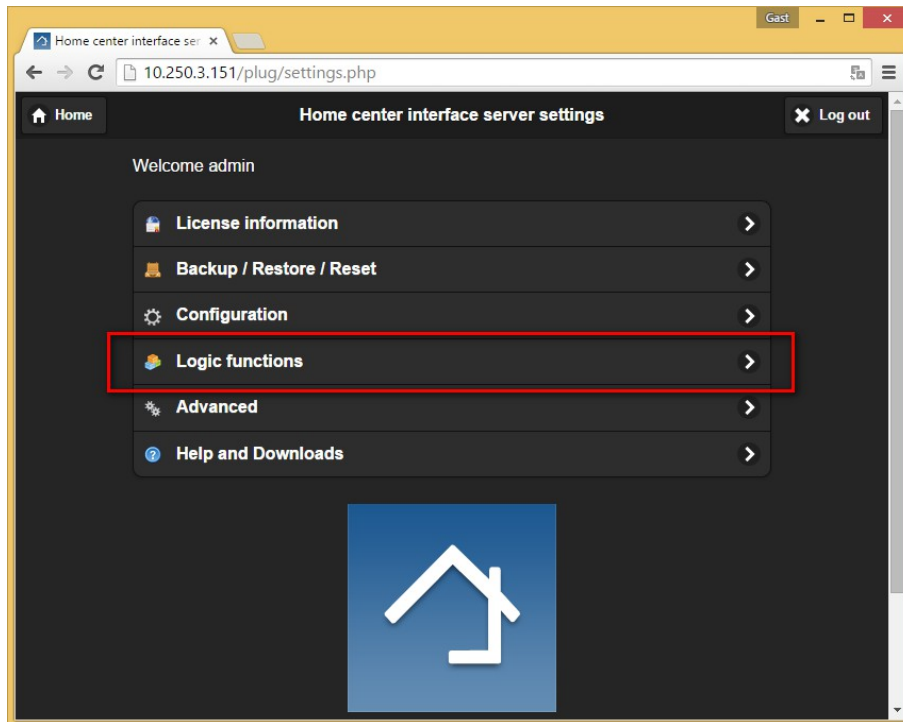 Gast
Home center interface ser
10.250.3.151/plug/settings.php
Home
Home center interface server settings
Log out
Welcome admin
License information
Backup / Restore / Reset
Configuration
Logic functions
Advanced
Help and Downloads